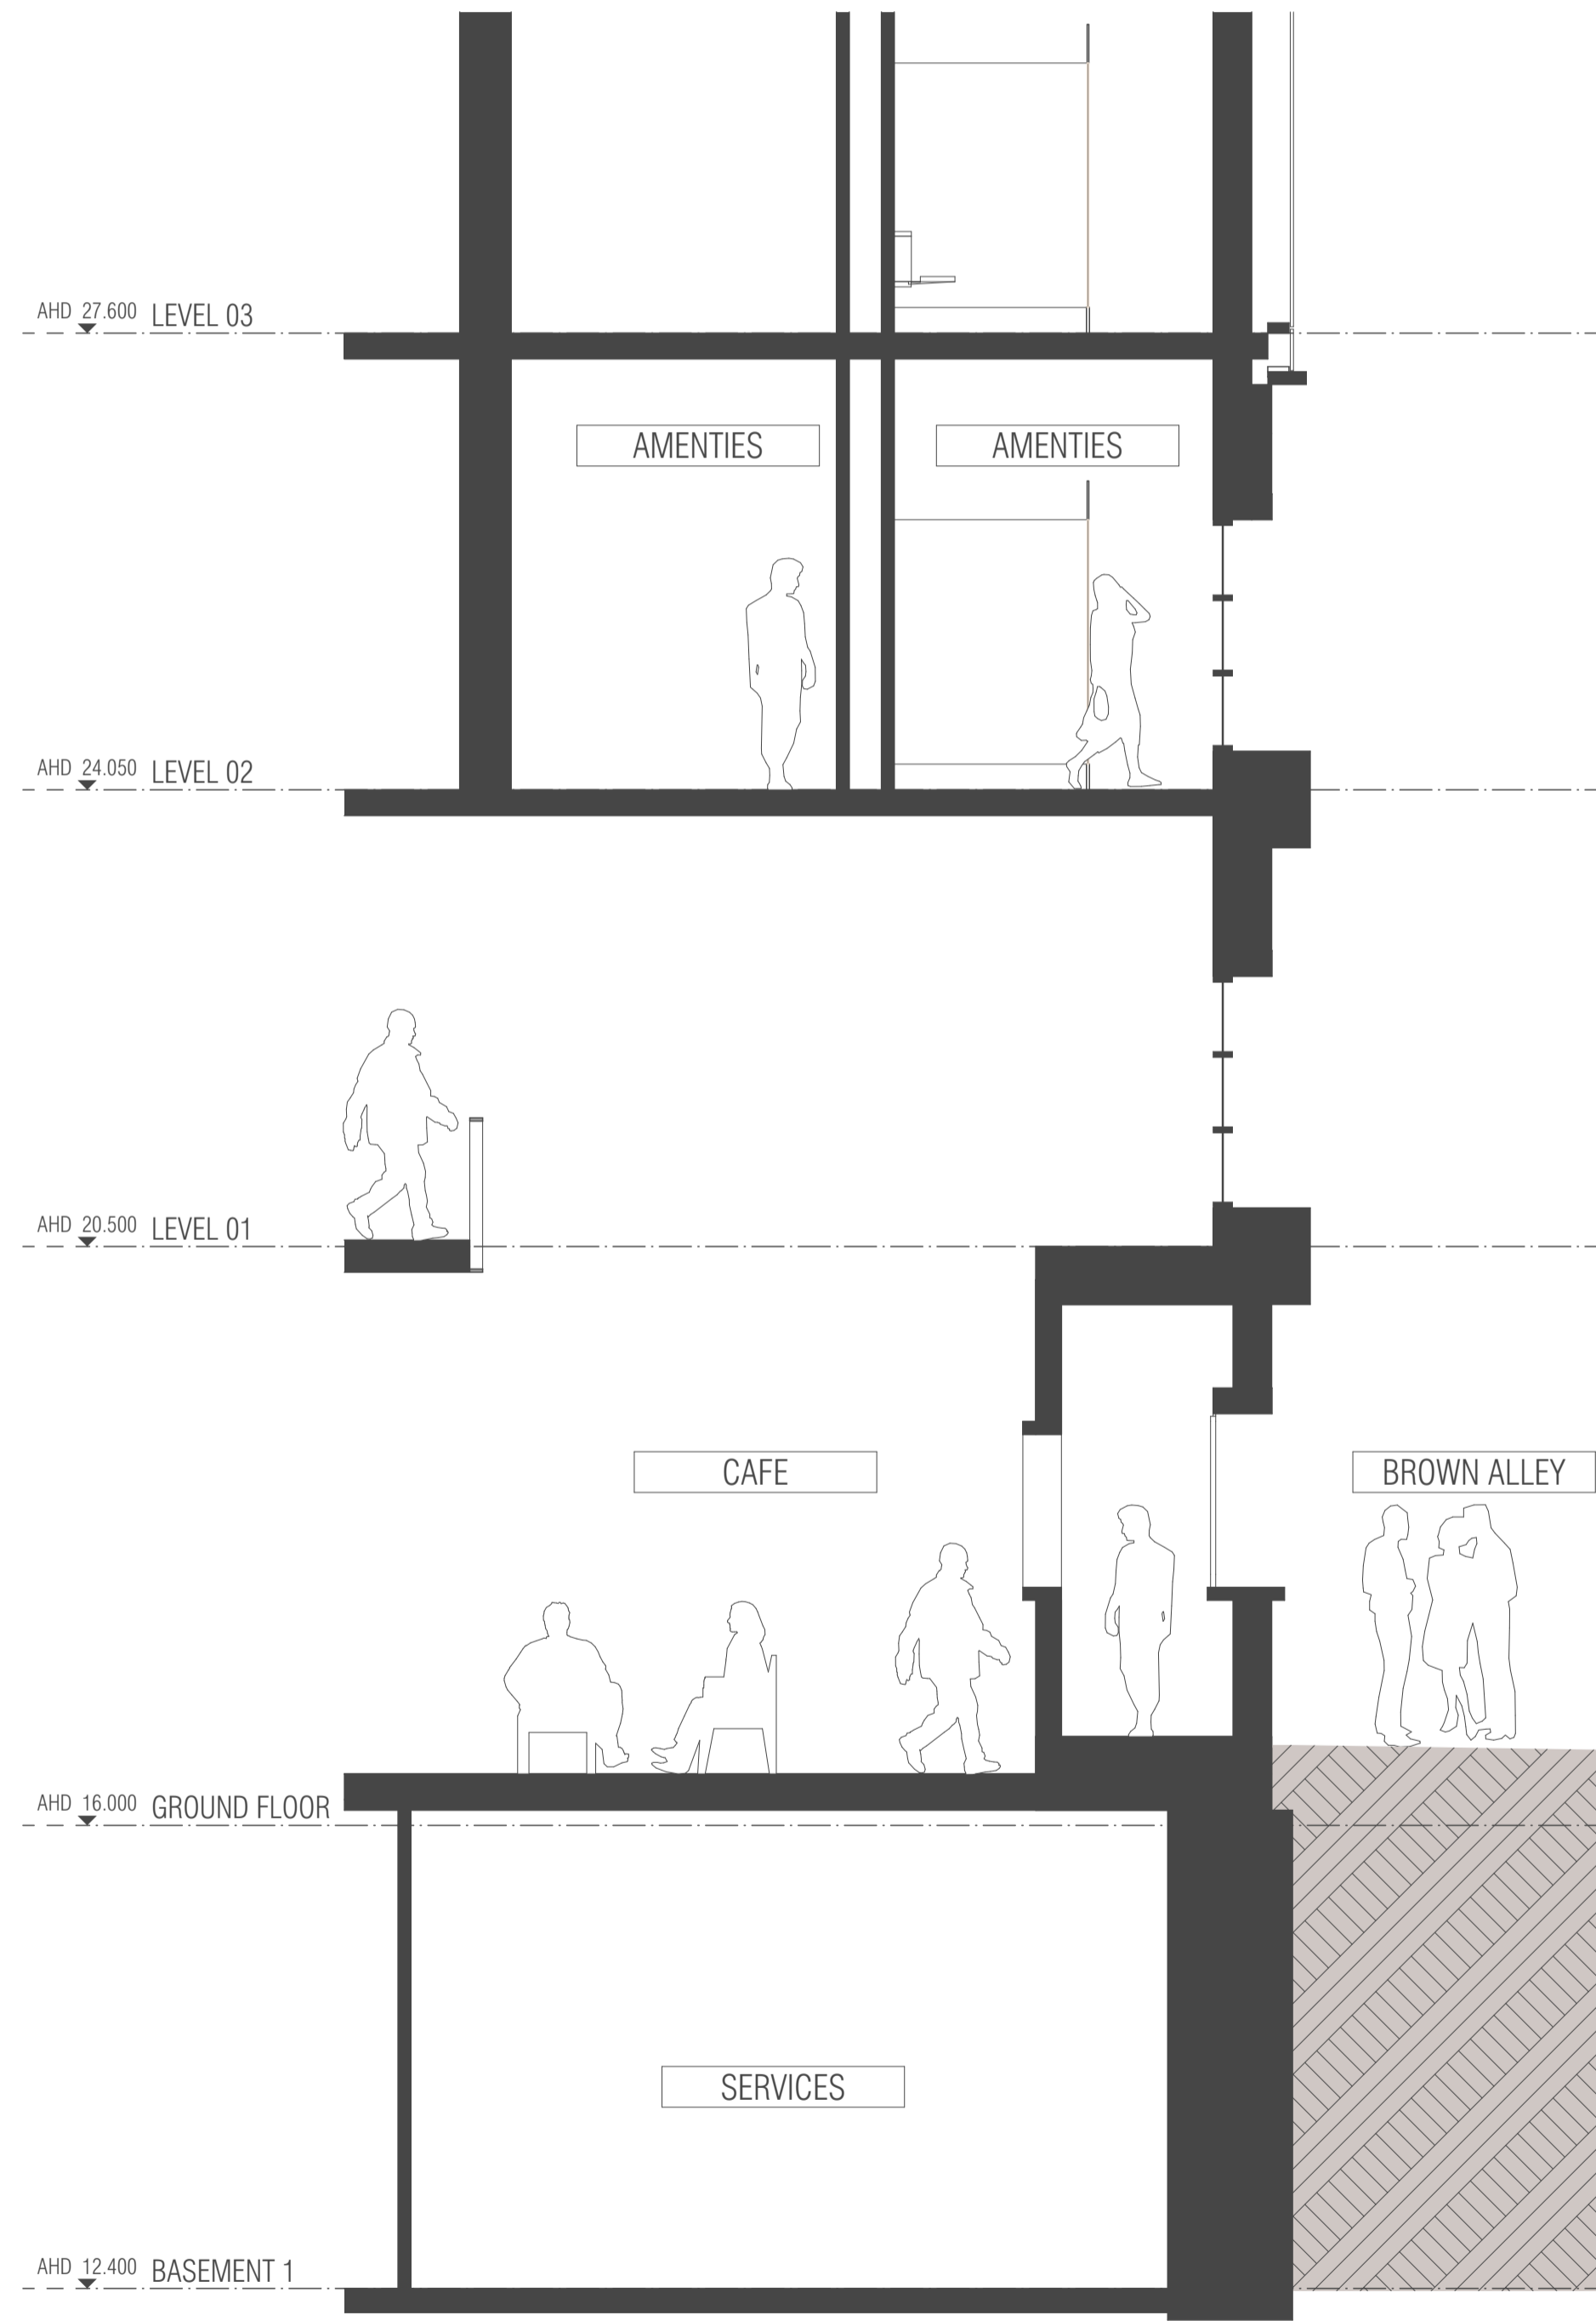 AHD 27.600 LEVEL 03
AMENTIES
AMENTIES
AHD 24.050 LEVEL 02
AHD 20.500 LEVEL 01
CAFE
BROWN ALLEY
AHD 16.000 GROUND FLOOR
SERVICES
AHD 12.400 BASEMENT 1